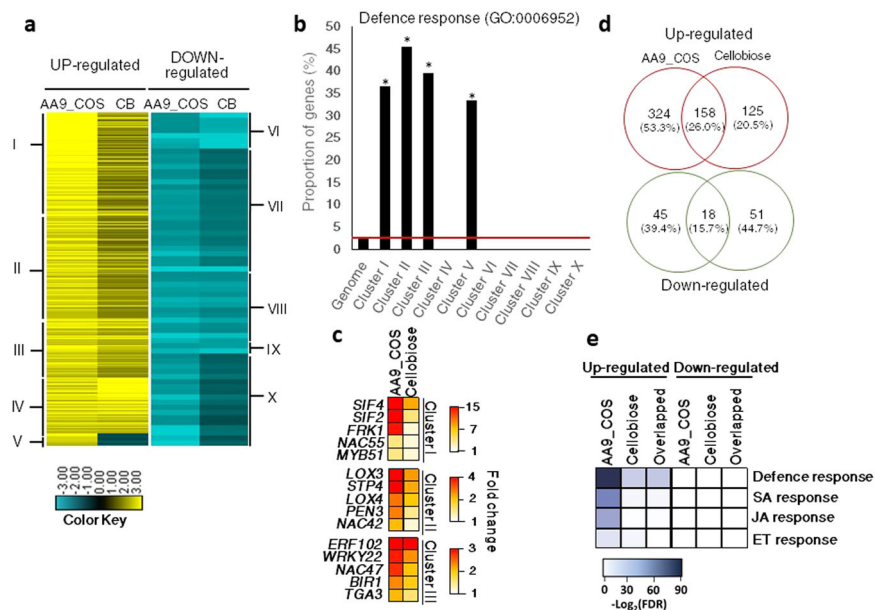 a
UP-regulated
DOWN-
regulated
AA9_COS CB
AA9_COS CB
I
II
III
IV
V
VI
VII
VIII
IX
X
-3.00
-2.00
-1.00
0.00
1.00
2.00
3.00
Color Key
b
Defence response (GO:0006952)
Proportion of genes (%)
50
45
40
35
30
25
20
15
10
5
0
* * * *
Genome
Cluster I
Cluster II
Cluster III
Cluster IV
Cluster V
Cluster VI
Cluster VII
Cluster VIII
Cluster IX
Cluster X
c
AA9_COS
Cellobiose
SIF4
SIF2
FRK1
NAC55
MYB51
Cluster I
15
7
1
LOX3
STP4
LOX4
PEN3
NAC42
Cluster II
4
2
1
ERF102
WRKY22
NAC47
BIR1
TGA3
Cluster III
3
2
1
Fold change
d
Up-regulated
AA9_COS
Cellobiose
324
(53.3%)
158
(26.0%)
125
(20.5%)
45
(39.4%)
18
(15.7%)
51
(44.7%)
Down-regulated
e
Up-regulated
Down-regulated
AA9_COS
Cellobiose
Overlapped
AA9_COS
Cellobiose
Overlapped
Defence response
SA response
JA response
ET response
0 30 60 90
-Log₂(FDR)